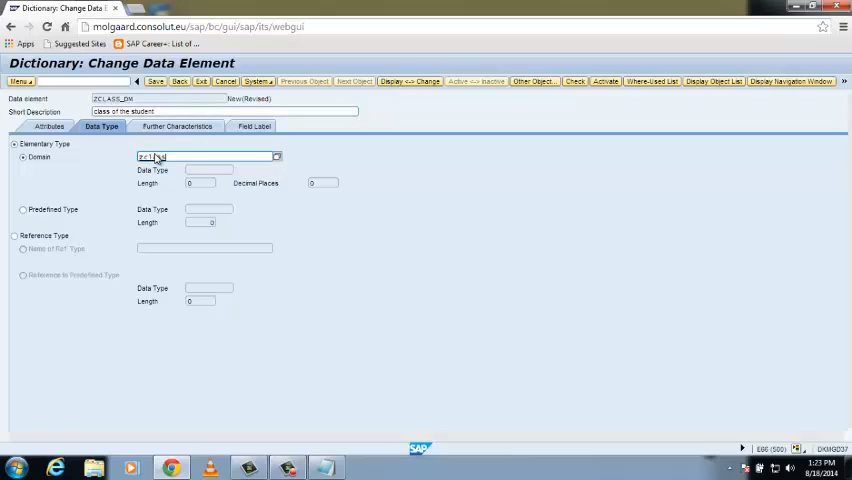 Dictionary: Change Data E ×
molgaard.consolut.eu/sap/bc/gui/sap/its/webgui
Apps Suggested Sites SAP Career+: List of ...
Dictionary: Change Data Element
Menu Save Back Exit Cancel System Previous Object Next Object Display <-> Change Active <-> Inactive Other Object... Check Activate Where-Used List Display Object List Display Navigation Window
Data element ZCLASS_DM New(Revised)
Short Description class of the student
Attributes Data Type Further Characteristics Field Label
Elementary Type
Domain zclass
Data Type
Length 0 Decimal Places 0
Predefined Type Data Type
Length 0
Reference Type
Name of Ref. Type
Reference to Predefined Type
Data Type
Length 0
SAP
E66 (500) DKMGD37
1:23 PM
8/18/2014